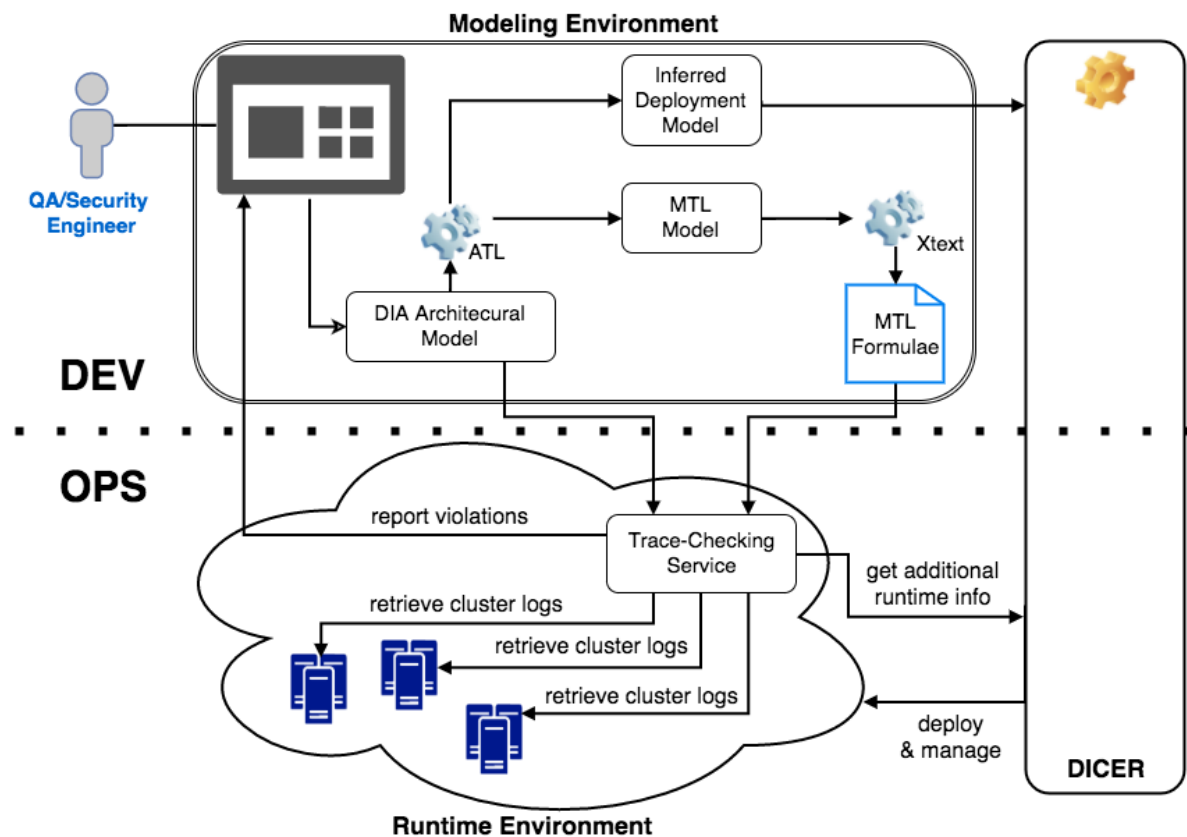 Modeling Environment
QA/Security
Engineer
Inferred
Deployment
Model
MTL
Model
ATL
Xtext
DIA Architecural
Model
MTL
Formulae
DEV
OPS
report violations
Trace-Checking
Service
get additional
runtime info
retrieve cluster logs
retrieve cluster logs
retrieve cluster logs
deploy
& manage
DICER
Runtime Environment